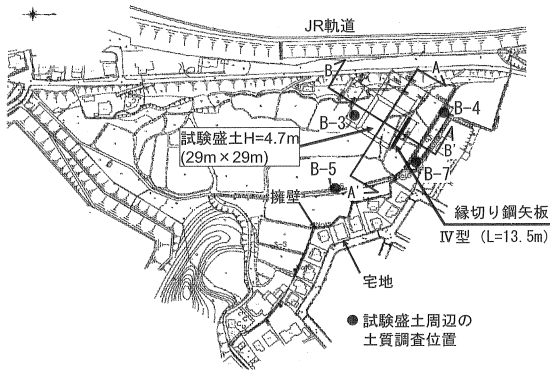 JR軌道
B
A
B-3
B-4
試験盛土H=4.7m
(29m×29m)
A
B'
B-7
B-5
A'
擁壁
縁切り鋼矢板
Ⅳ型 (L=13.5m)
宅地
●試験盛土周辺の
土質調査位置